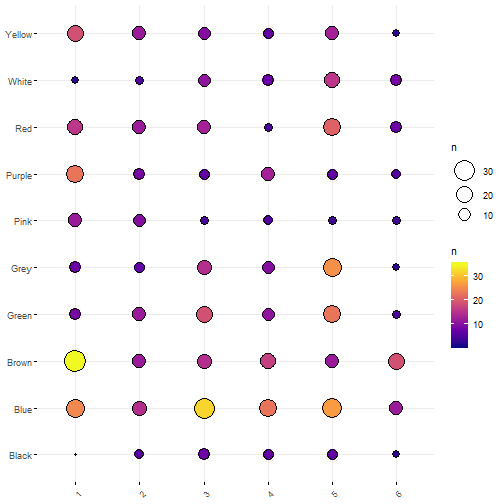 Yellow
White
Red
Purple
Pink
Grey
Green
Brown
Blue
Black
1 2 3 4 5 6
n
30
20
10
n
30
20
10